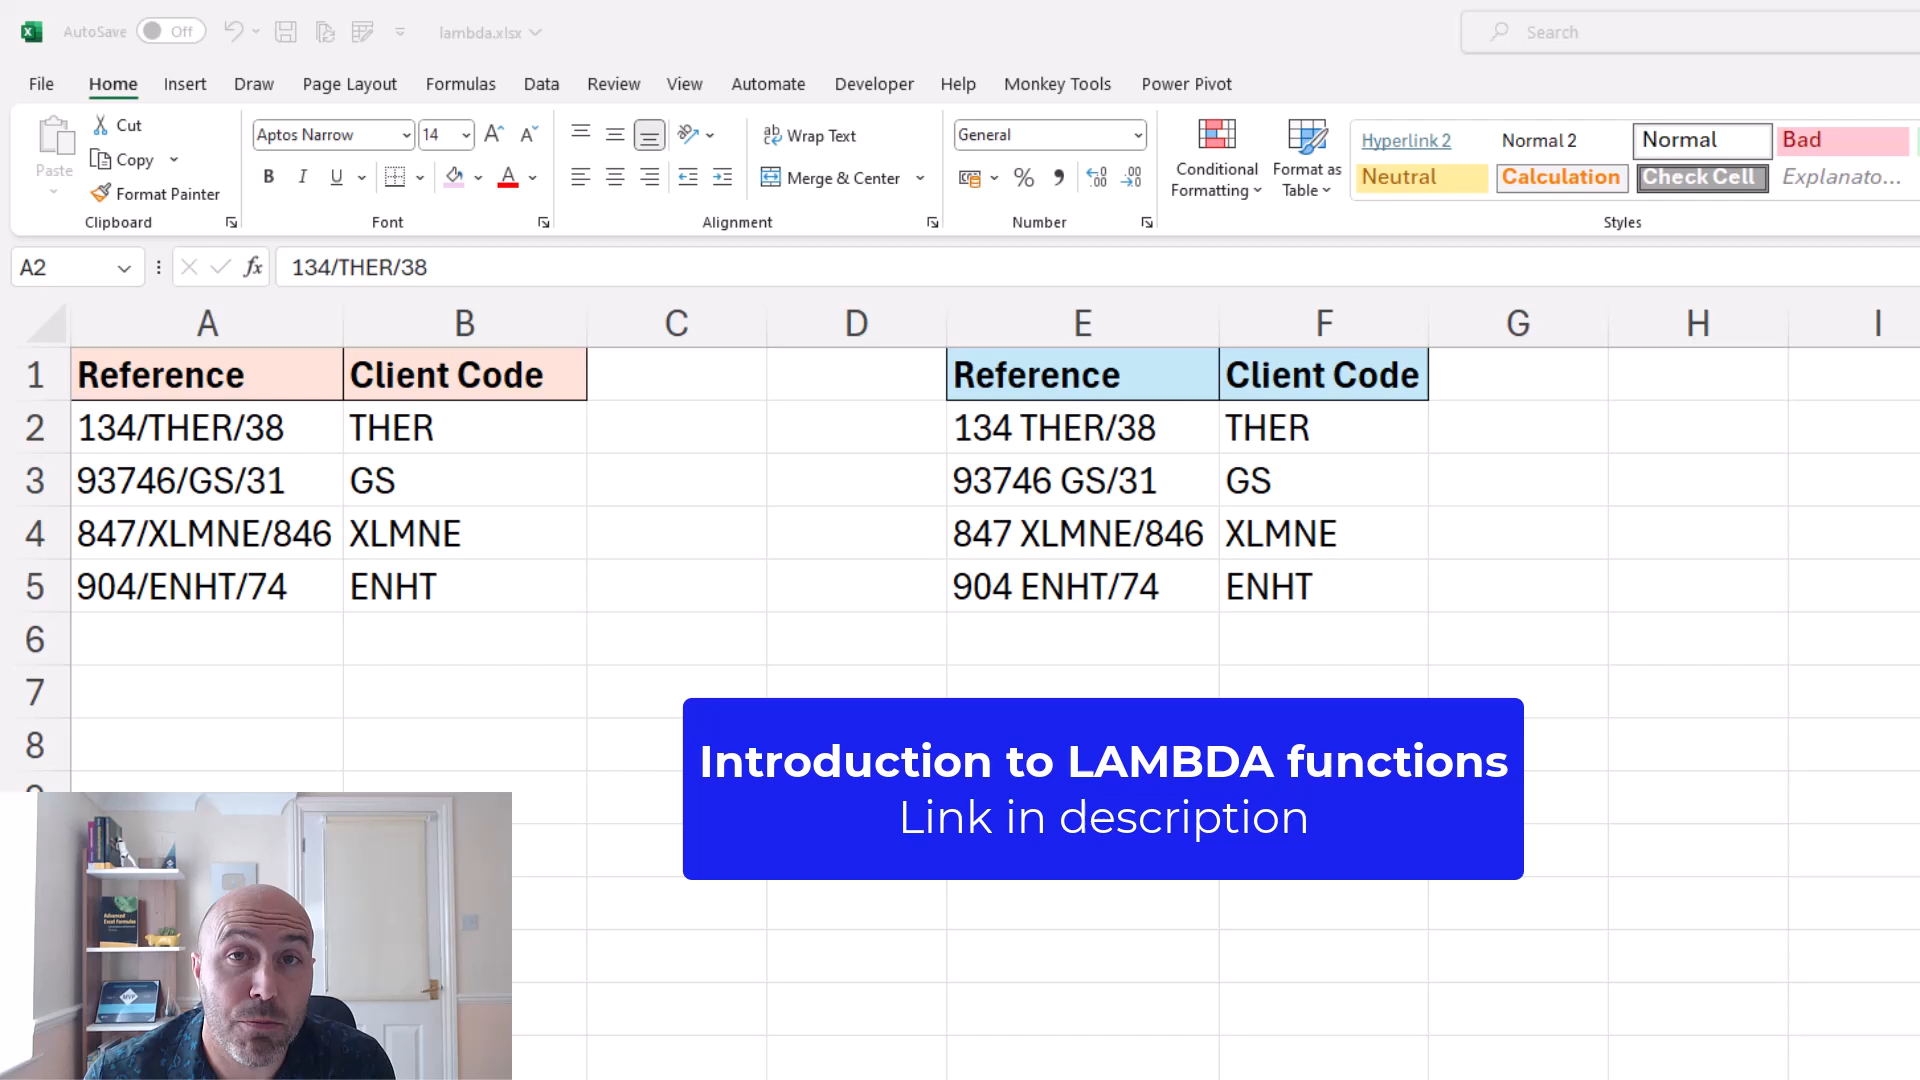 AutoSave Off lambda.xlsx Search
File Home Insert Draw Page Layout Formulas Data Review View Automate Developer Help Monkey Tools Power Pivot
Paste
Cut
Copy
Format Painter
Clipboard
Aptos Narrow 14
B I U
Font
Wrap Text
Merge & Center
Alignment
General
Number
Conditional Formatting
Format as Table
Hyperlink 2 Normal 2 Normal Bad
Neutral Calculation Check Cell Explanato...
Styles
A2 fx 134/THER/38
A B C D E F G H I
1 Reference Client Code Reference Client Code
2 134/THER/38 THER 134 THER/38 THER
3 93746/GS/31 GS 93746 GS/31 GS
4 847/XLMNE/846 XLMNE 847 XLMNE/846 XLMNE
5 904/ENHT/74 ENHT 904 ENHT/74 ENHT
6
7
8
Introduction to LAMBDA functions
Link in description
Advanced
Excel Formulas
MVP